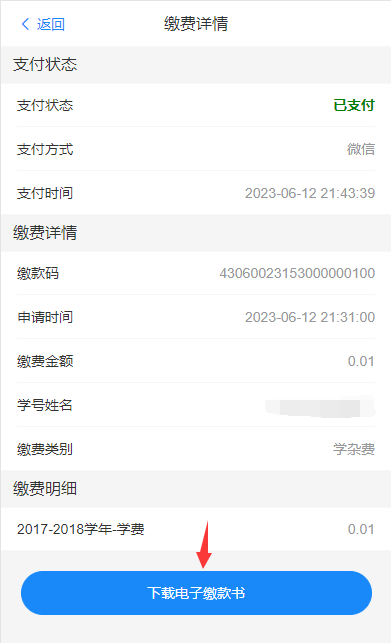 返回
缴费详情
支付状态
支付状态 已支付
支付方式 微信
支付时间 2023-06-12 21:43:39
缴费详情
缴款码 43060023153000000100
申请时间 2023-06-12 21:31:00
缴费金额 0.01
学号姓名
缴费类别 学杂费
缴费明细
2017-2018学年-学费 0.01
下载电子缴款书